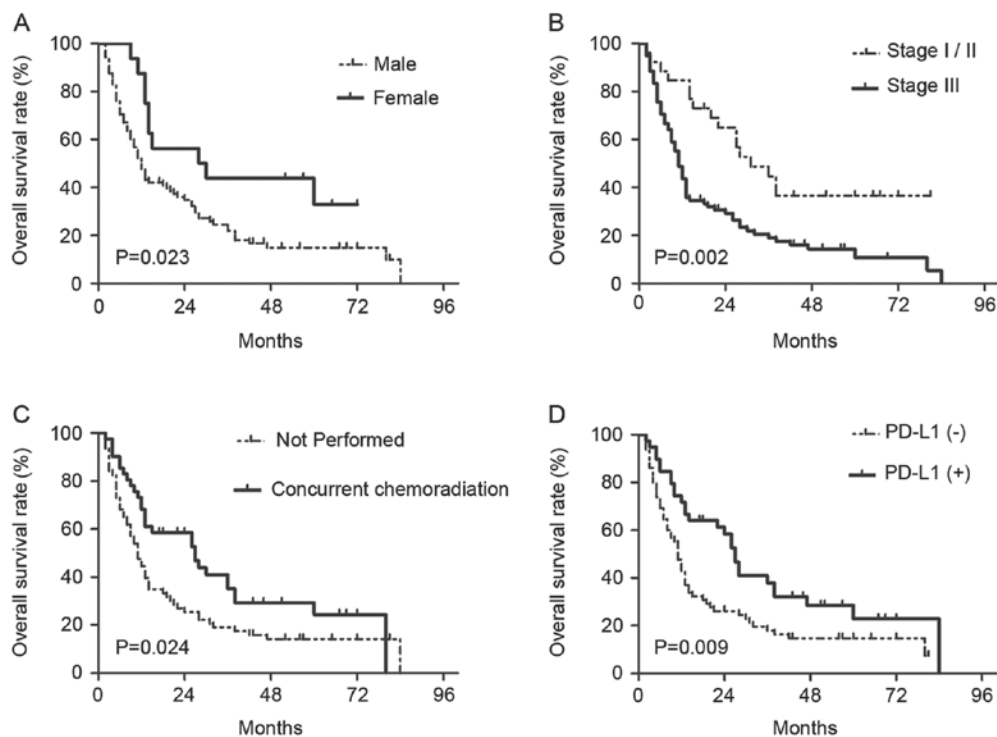 A
Overall survival rate (%)
100
80
60
40
20
0
Male
Female
P=0.023
0 24 48 72 96
Months
B
Overall survival rate (%)
100
80
60
40
20
0
Stage I / II
Stage III
P=0.002
0 24 48 72 96
Months
C
Overall survival rate (%)
100
80
60
40
20
0
Not Performed
Concurrent chemoradiation
P=0.024
0 24 48 72 96
Months
D
Overall survival rate (%)
100
80
60
40
20
0
PD-L1 (-)
PD-L1 (+)
P=0.009
0 24 48 72 96
Months